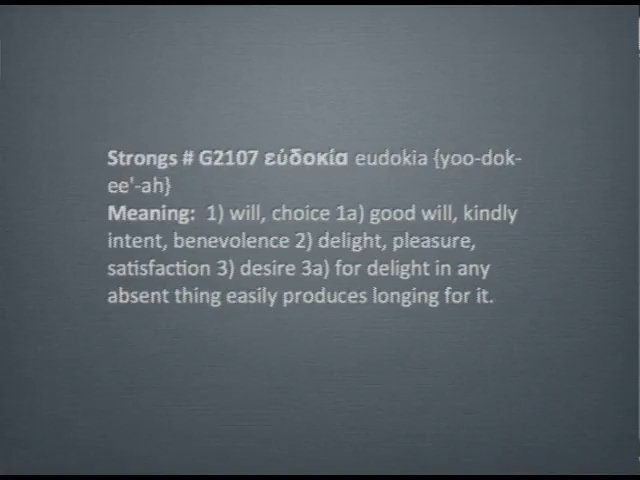 Strongs # G2107 εὐδοκία eudokia {yoo-dok-
ee'-ah}
Meaning:  1) will, choice 1a) good will, kindly
intent, benevolence 2) delight, pleasure,
satisfaction 3) desire 3a) for delight in any
absent thing easily produces longing for it.